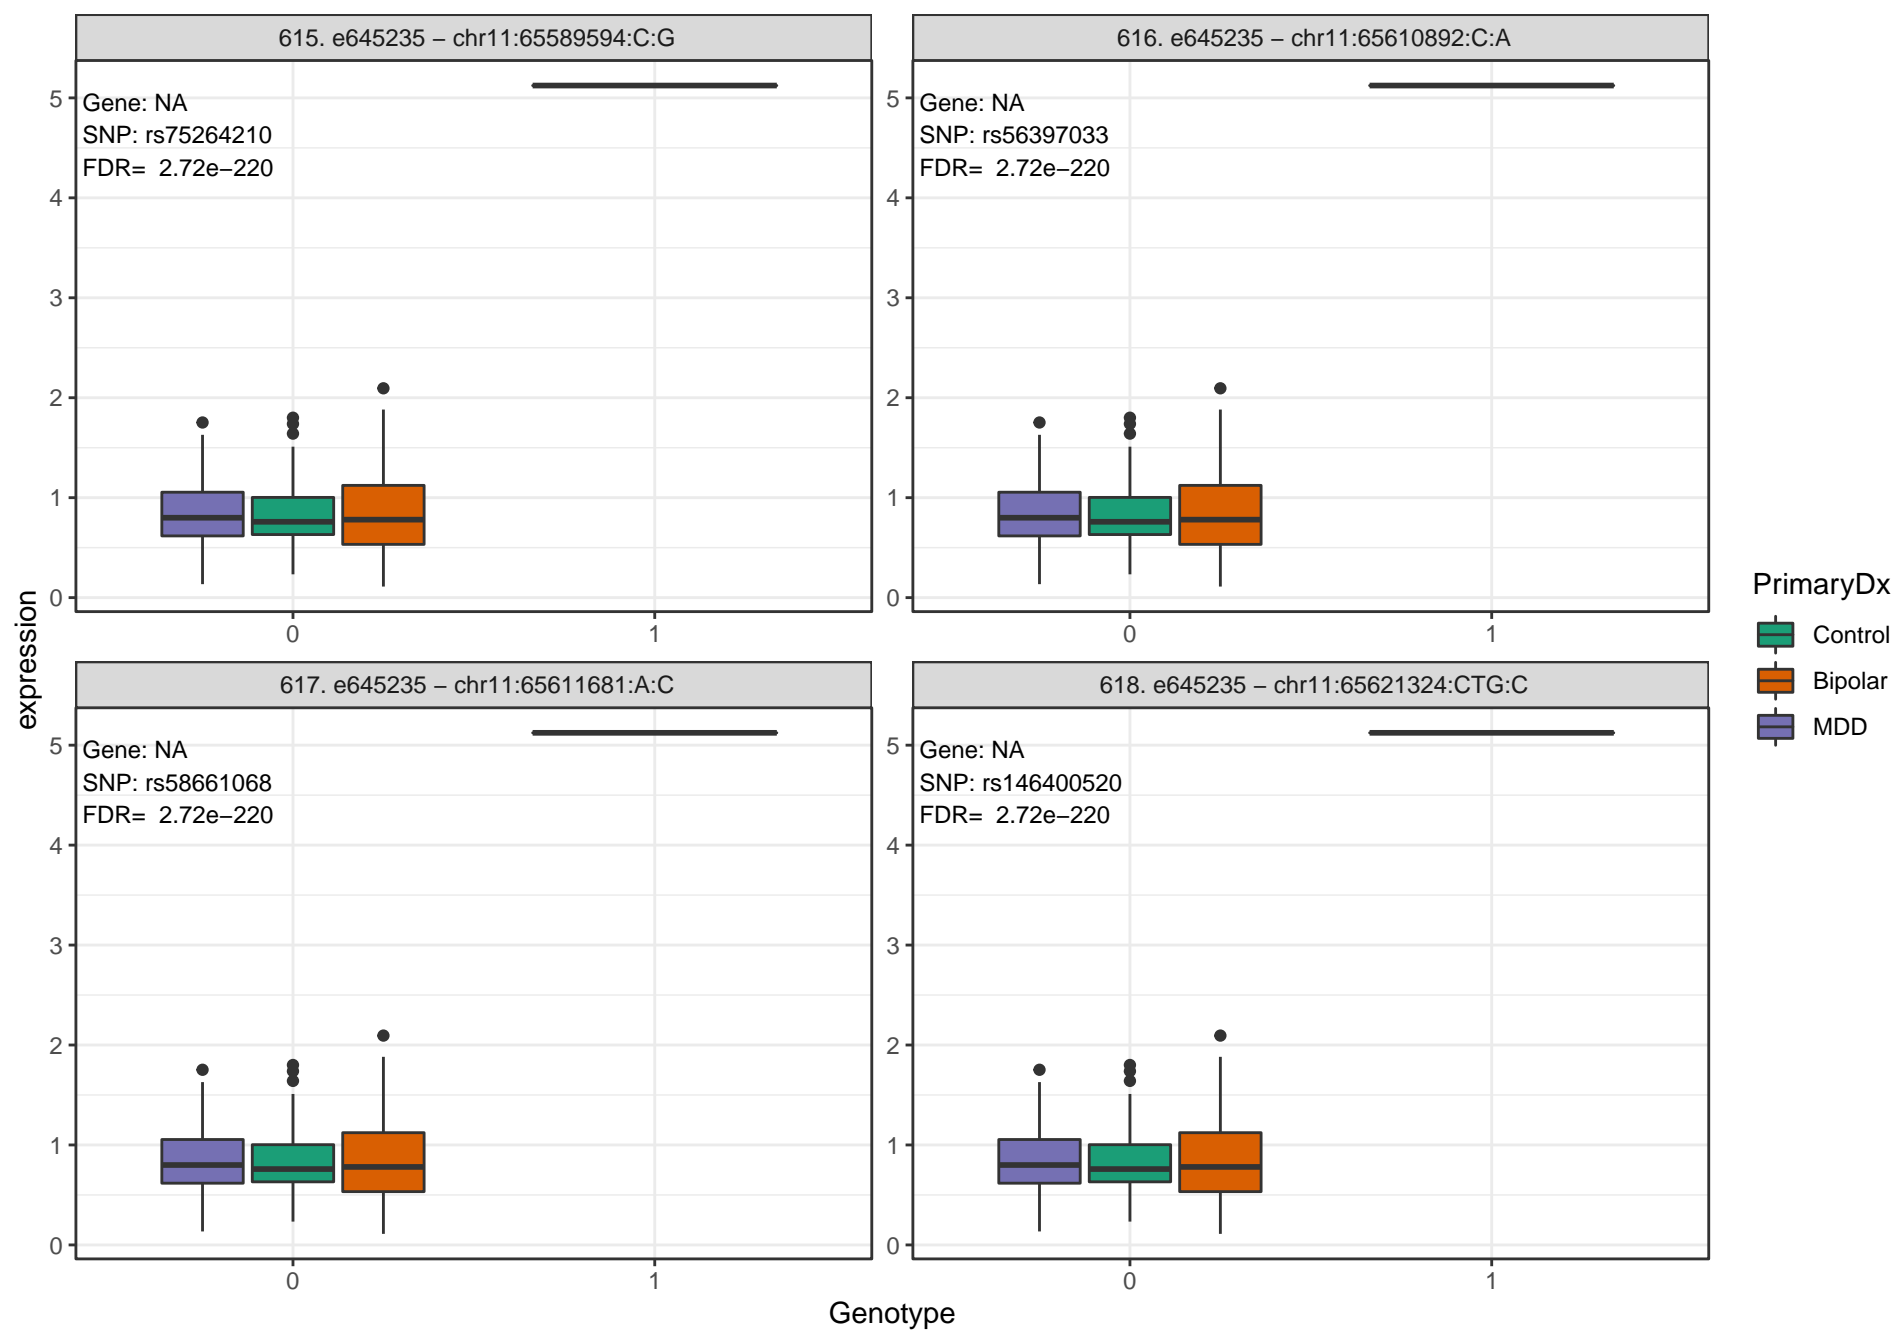 615. e645235 − chr11:65589594:C:G
616. e645235 − chr11:65610892:C:A
Gene: NA
SNP: rs75264210
FDR=  2.72e−220
Gene: NA
SNP: rs56397033
FDR=  2.72e−220
5
4
3
2
1
0
5
4
3
2
1
0
0
1
0
1
617. e645235 − chr11:65611681:A:C
618. e645235 − chr11:65621324:CTG:C
Gene: NA
SNP: rs58661068
FDR=  2.72e−220
Gene: NA
SNP: rs146400520
FDR=  2.72e−220
5
4
3
2
1
0
5
4
3
2
1
0
0
1
0
1
expression
Genotype
PrimaryDx
Control
Bipolar
MDD